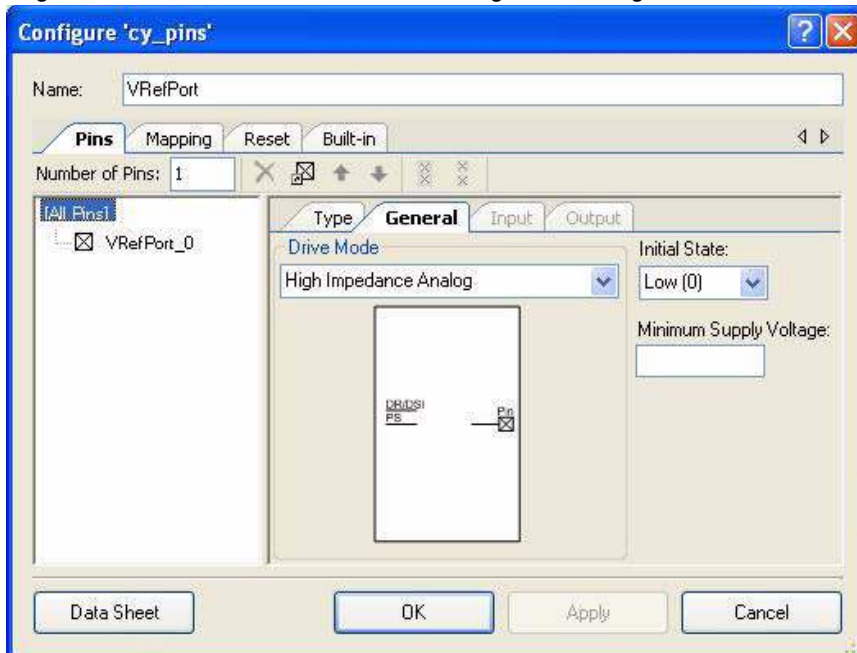 Configure 'cy_pins'
Name: VRefPort
Pins Mapping Reset Built-in
Number of Pins: 1
[All Pins]
VRefPort_0
Type General Input Output
Drive Mode
High Impedance Analog
Initial State:
Low (0)
Minimum Supply Voltage:
DR/DSI
PS
Pin
Data Sheet OK Apply Cancel